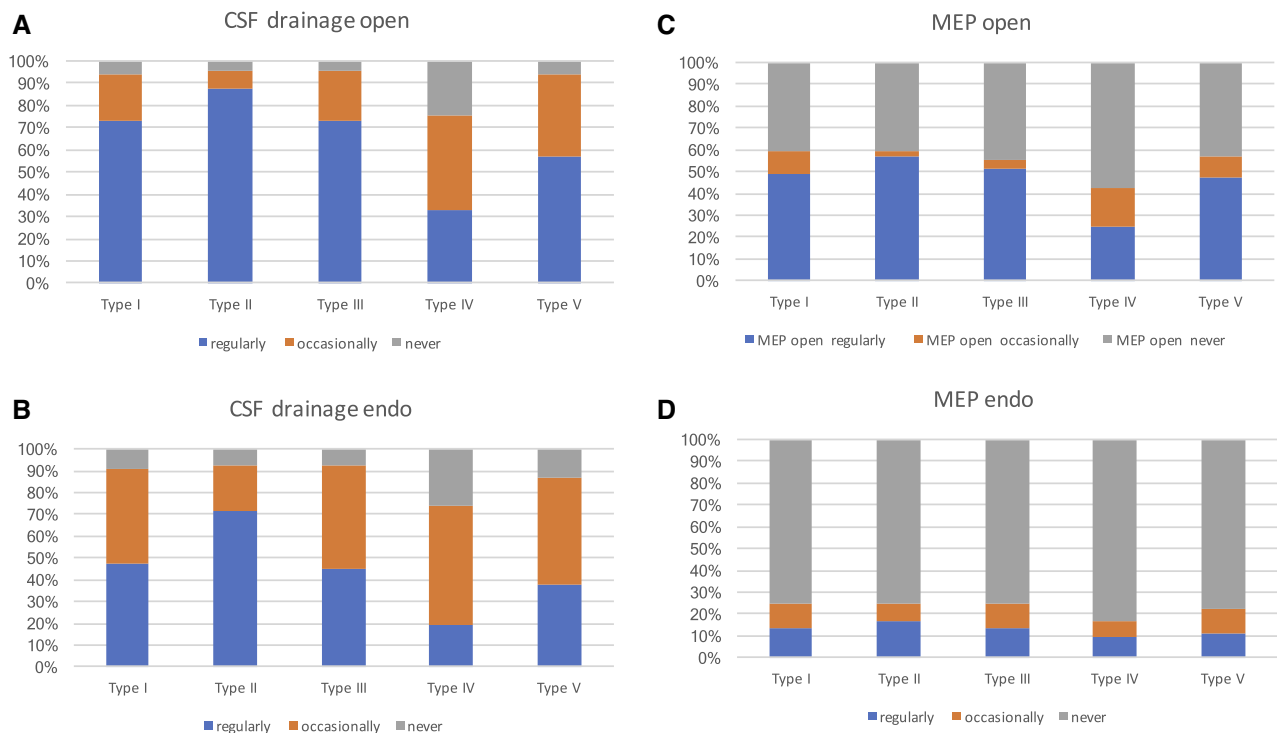 A
CSF drainage open
100%
90%
80%
70%
60%
50%
40%
30%
20%
10%
0%
Type I Type II Type III Type IV Type V
regularly occasionally never
B
CSF drainage endo
100%
90%
80%
70%
60%
50%
40%
30%
20%
10%
0%
Type I Type II Type III Type IV Type V
regularly occasionally never
C
MEP open
100%
90%
80%
70%
60%
50%
40%
30%
20%
10%
0%
Type I Type II Type III Type IV Type V
MEP open regularly MEP open occasionally MEP open never
D
MEP endo
100%
90%
80%
70%
60%
50%
40%
30%
20%
10%
0%
Type I Type II Type III Type IV Type V
regularly occasionally never